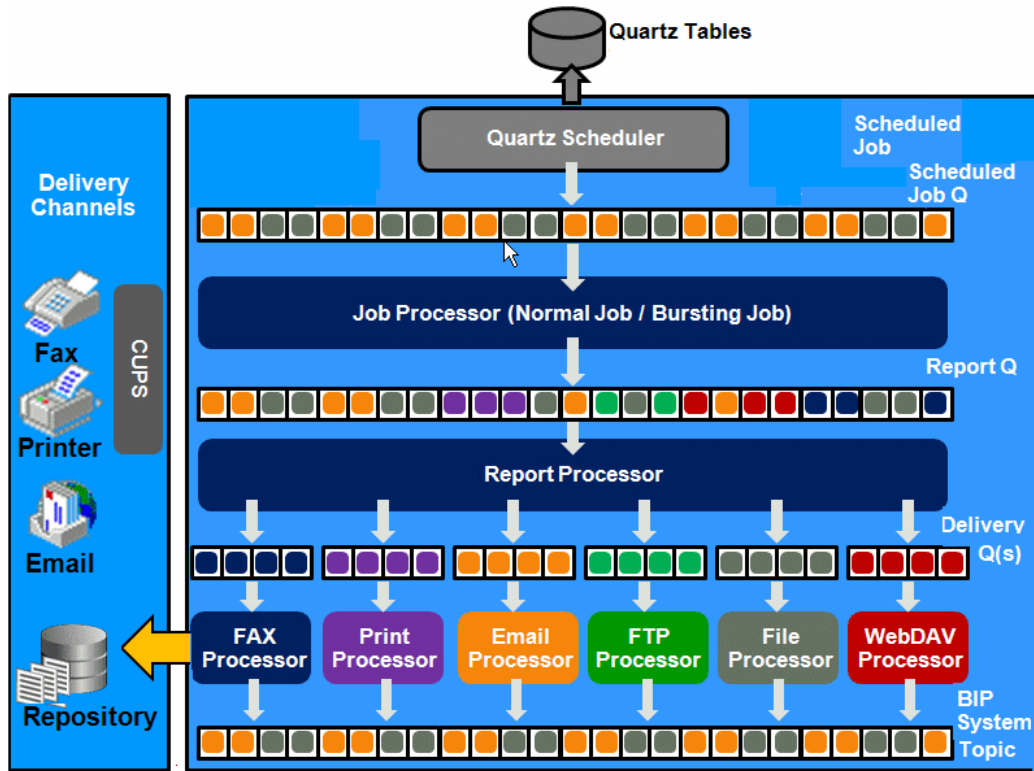 Quartz Tables
Quartz Scheduler
Scheduled
Job
Scheduled
Job Q
Delivery
Channels
Job Processor (Normal Job / Bursting Job)
Fax
CUPS
Report Q
Printer
Report Processor
Email
Delivery
Q(s)
FAX
Processor
Print
Processor
Email
Processor
FTP
Processor
File
Processor
WebDAV
Processor
Repository
BIP
System
Topic